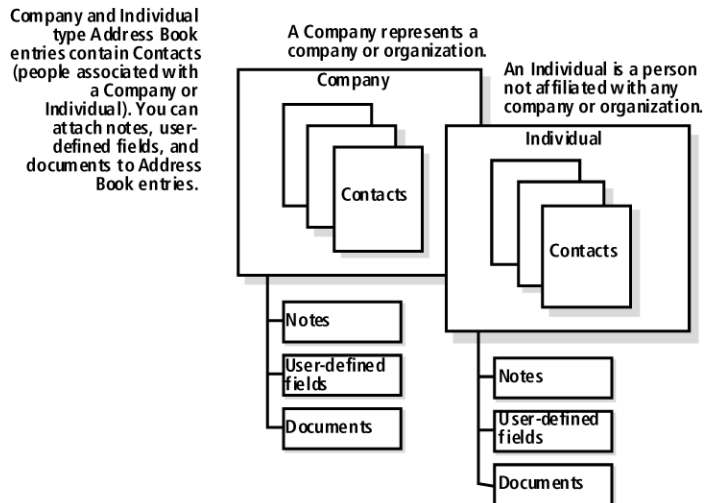 Company and Individual
type Address Book
entries contain Contacts
(people associated with
a Company or
Individual). You can
attach notes, user-
defined fields, and
documents to Address
Book entries.
A Company represents a
company or organization.
An Individual is a person
not affiliated with any
company or organization.
Company
Contacts
Notes
User-defined
fields
Documents
Individual
Contacts
Notes
User-defined
fields
Documents